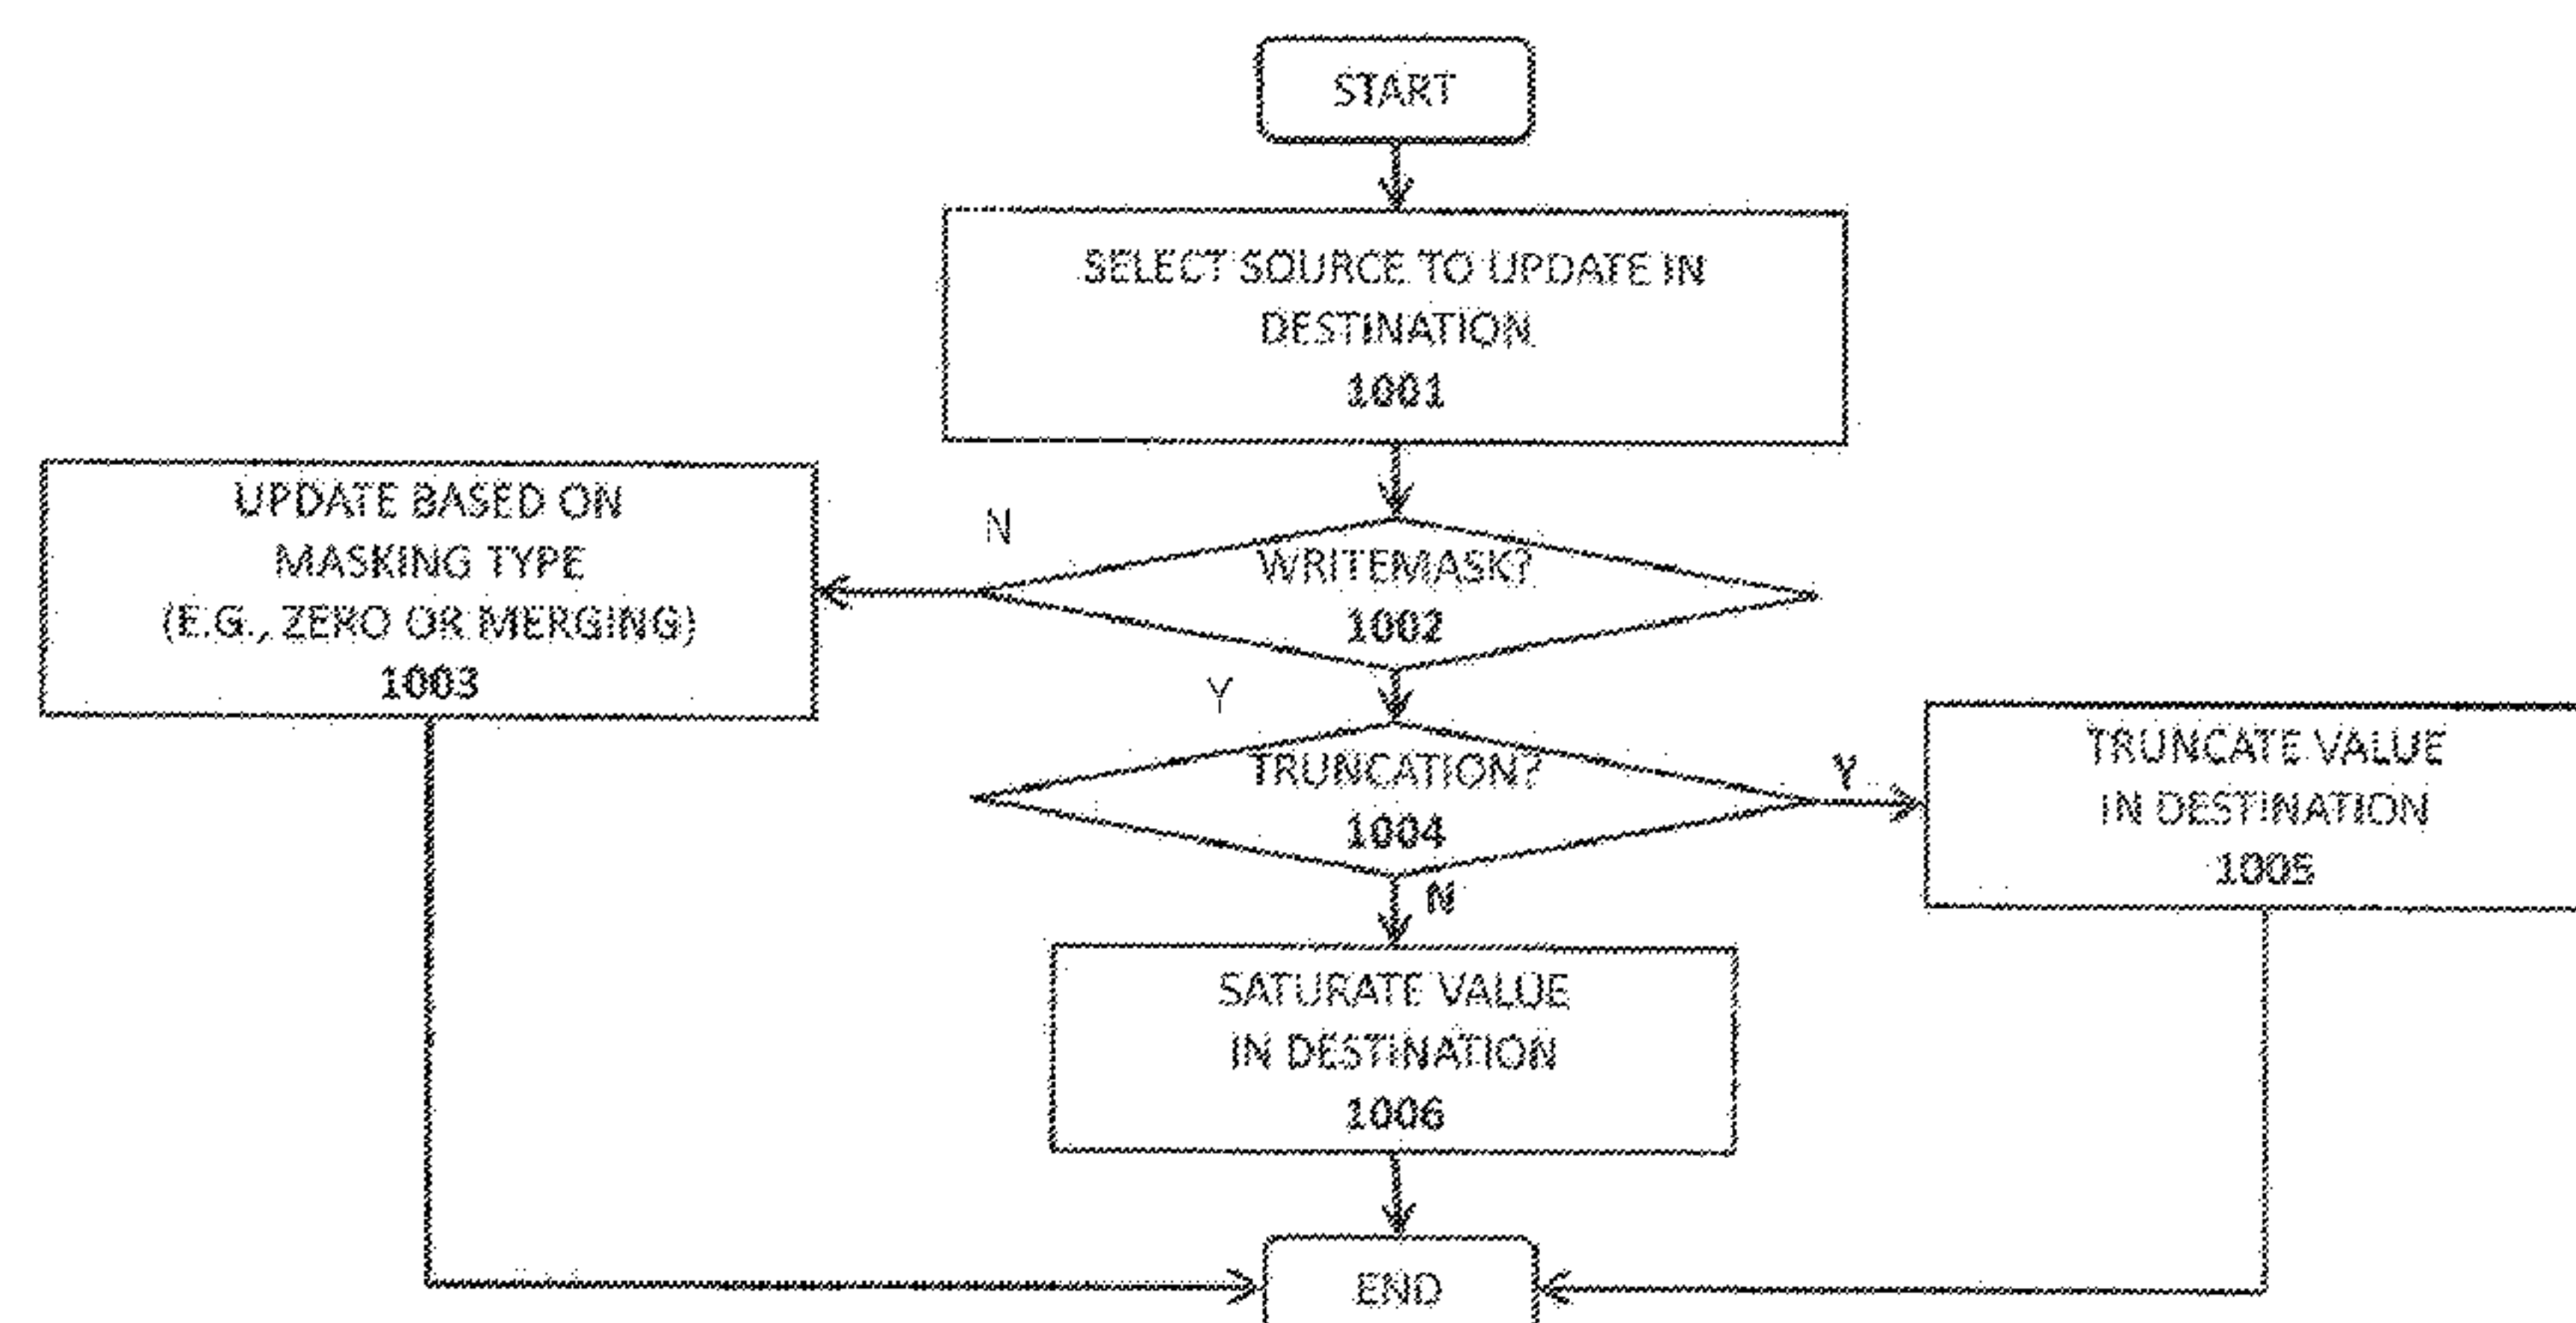 START
SELECT SOURCE TO UPDATE IN
DESTINATION
1001
UPDATE BASED ON
MASKING TYPE
(E.G., ZERO OR MERGING)
1003
N
WRITEMASK?
1002
Y
TRUNCATION?
1004
Y
TRUNCATE VALUE
IN DESTINATION
1005
N
SATURATE VALUE
IN DESTINATION
1006
END